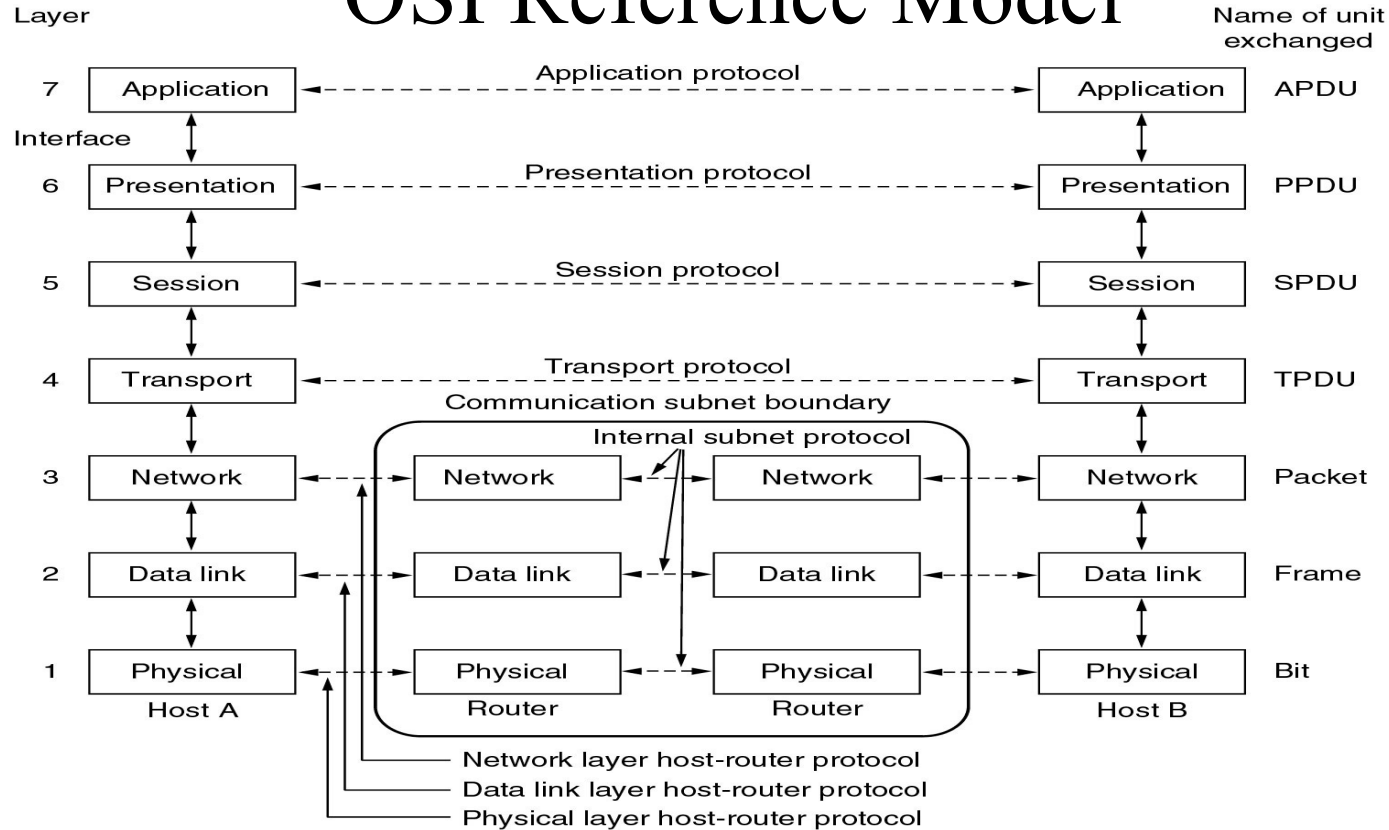 OSI Reference Model
Layer
Name of unit
exchanged
7 Application Application protocol Application APDU
Interface
6 Presentation Presentation protocol Presentation PPDU
5 Session Session protocol Session SPDU
4 Transport Transport protocol Transport TPDU
Communication subnet boundary
Internal subnet protocol
3 Network Network Network Network Packet
2 Data link Data link Data link Data link Frame
1 Physical Physical Physical Physical Bit
Host A Router Router Host B
Network layer host-router protocol
Data link layer host-router protocol
Physical layer host-router protocol